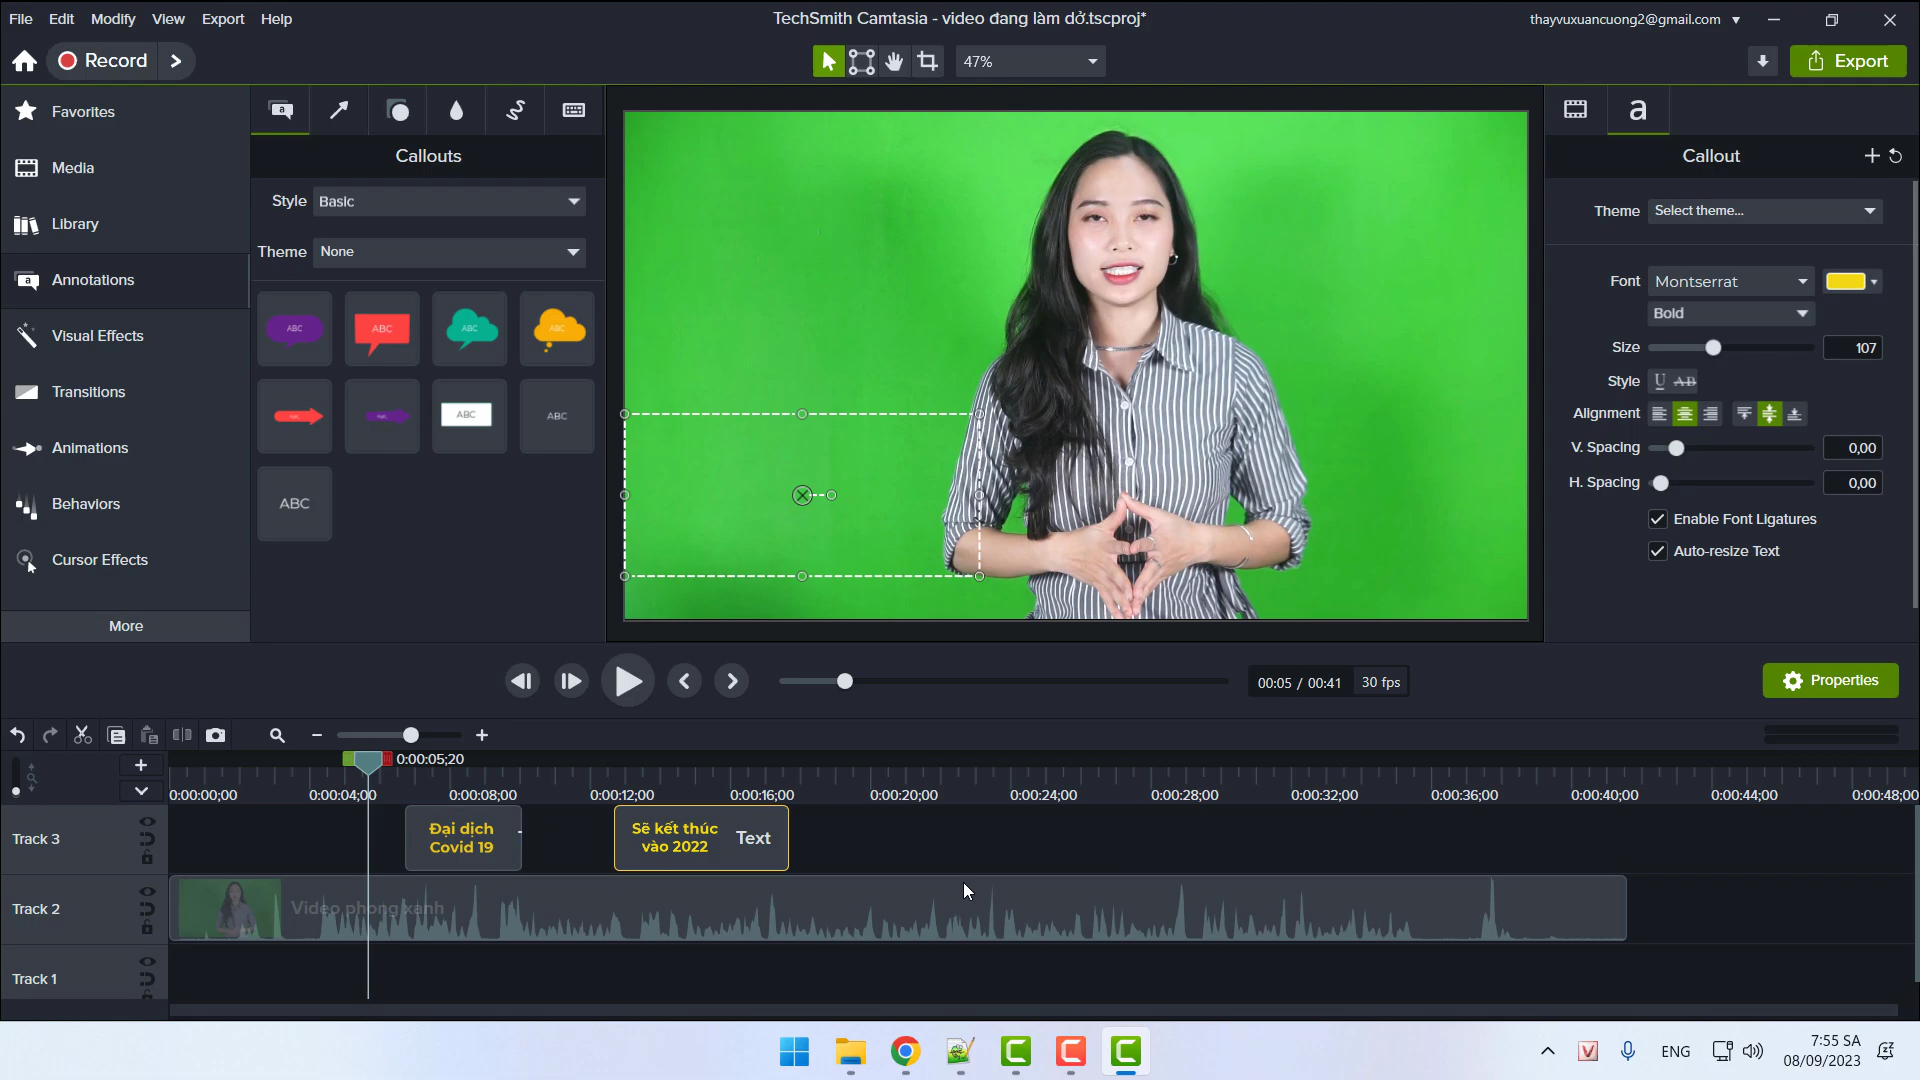 File Edit Modify View Export Help
TechSmith Camtasia - video đang làm dở.tscproj*
thayvuxuancuong2@gmail.com
Record
47%
Export
Favorites
Media
Library
Annotations
Visual Effects
Transitions
Animations
Behaviors
Cursor Effects
More
Callouts
Style Basic
Theme None
ABC ABC ABC ABC
ABC ABC
ABC
Callout
Theme Select theme...
Font Montserrat
Bold
Size 107
Style U AB
Alignment
V. Spacing 0,00
H. Spacing 0,00
Enable Font Ligatures
Auto-resize Text
00:05 / 00:41 30 fps
Properties
0:00:05;20
0:00:00;00 0:00:04;00 0:00:08;00 0:00:12;00 0:00:16;00 0:00:20;00 0:00:24;00 0:00:28;00 0:00:32;00 0:00:36;00 0:00:40;00 0:00:44;00 0:00:48;00
Track 3
Đại dịch
Covid 19
Sẽ kết thúc
vào 2022
Text
Track 2
Video phong xanh
Track 1
ENG
7:55 SA
08/09/2023